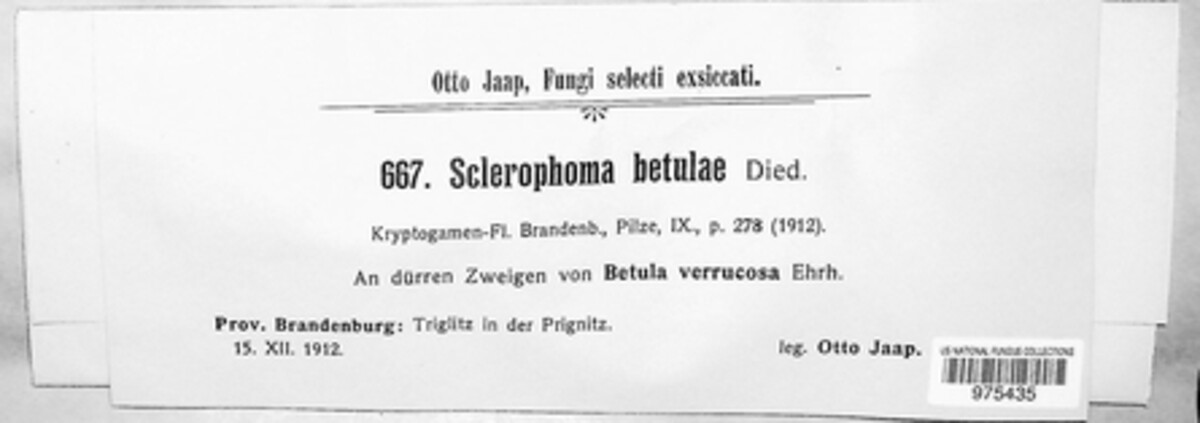 Otto Jaap, Fungi selecti exsiccati.
667. Sclerophoma betulae Died.
Kryptogamen-Fl. Brandenb., Pilze, IX., p. 278 (1912).
An dürren Zweigen von Betula verrucosa Ehrh.
Prov. Brandenburg: Triglitz in der Prignitz.
15. XII. 1912.
leg. Otto Jaap.
US NATIONAL FUNGUS COLLECTIONS
975435